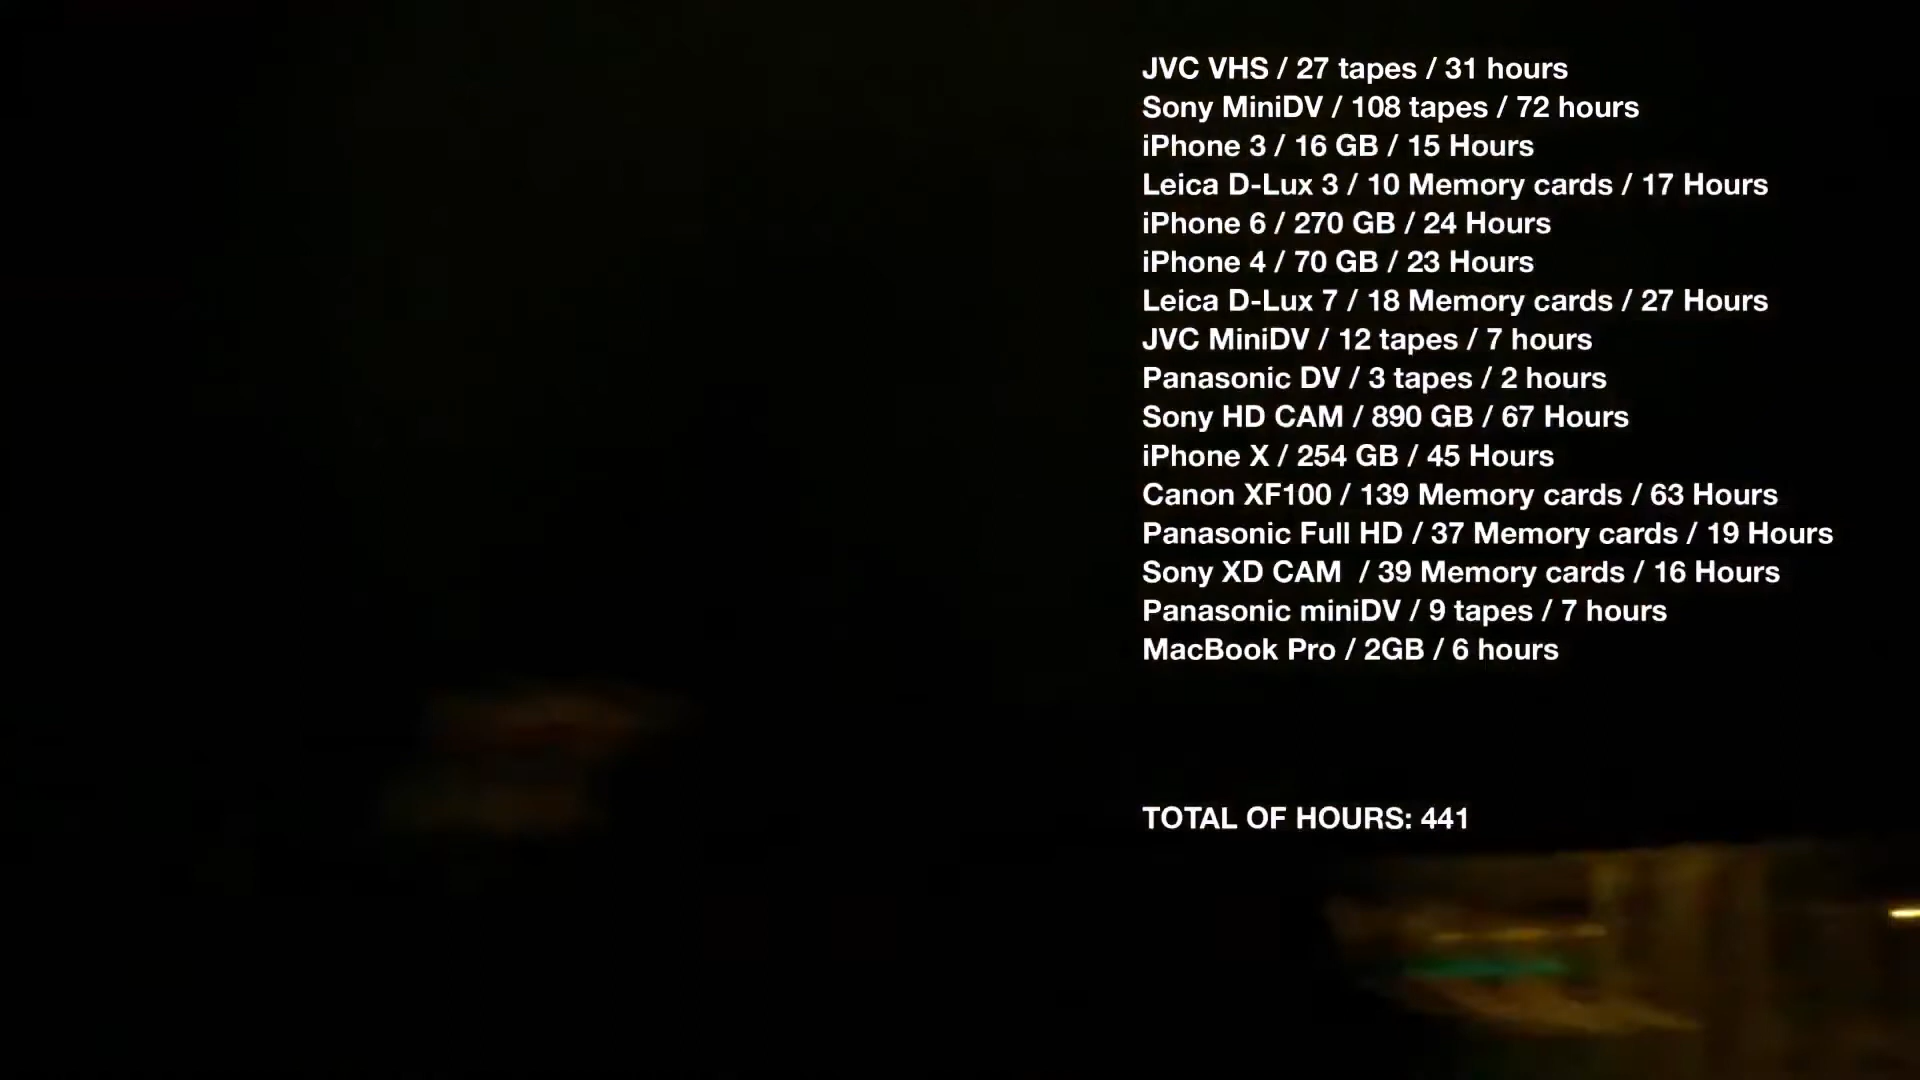 JVC VHS / 27 tapes / 31 hours
Sony MiniDV / 108 tapes / 72 hours
iPhone 3 / 16 GB / 15 Hours
Leica D-Lux 3 / 10 Memory cards / 17 Hours
iPhone 6 / 270 GB / 24 Hours
iPhone 4 / 70 GB / 23 Hours
Leica D-Lux 7 / 18 Memory cards / 27 Hours
JVC MiniDV / 12 tapes / 7 hours
Panasonic DV / 3 tapes / 2 hours
Sony HD CAM / 890 GB / 67 Hours
iPhone X / 254 GB / 45 Hours
Canon XF100 / 139 Memory cards / 63 Hours
Panasonic Full HD / 37 Memory cards / 19 Hours
Sony XD CAM  / 39 Memory cards / 16 Hours
Panasonic miniDV / 9 tapes / 7 hours
MacBook Pro / 2GB / 6 hours
TOTAL OF HOURS: 441